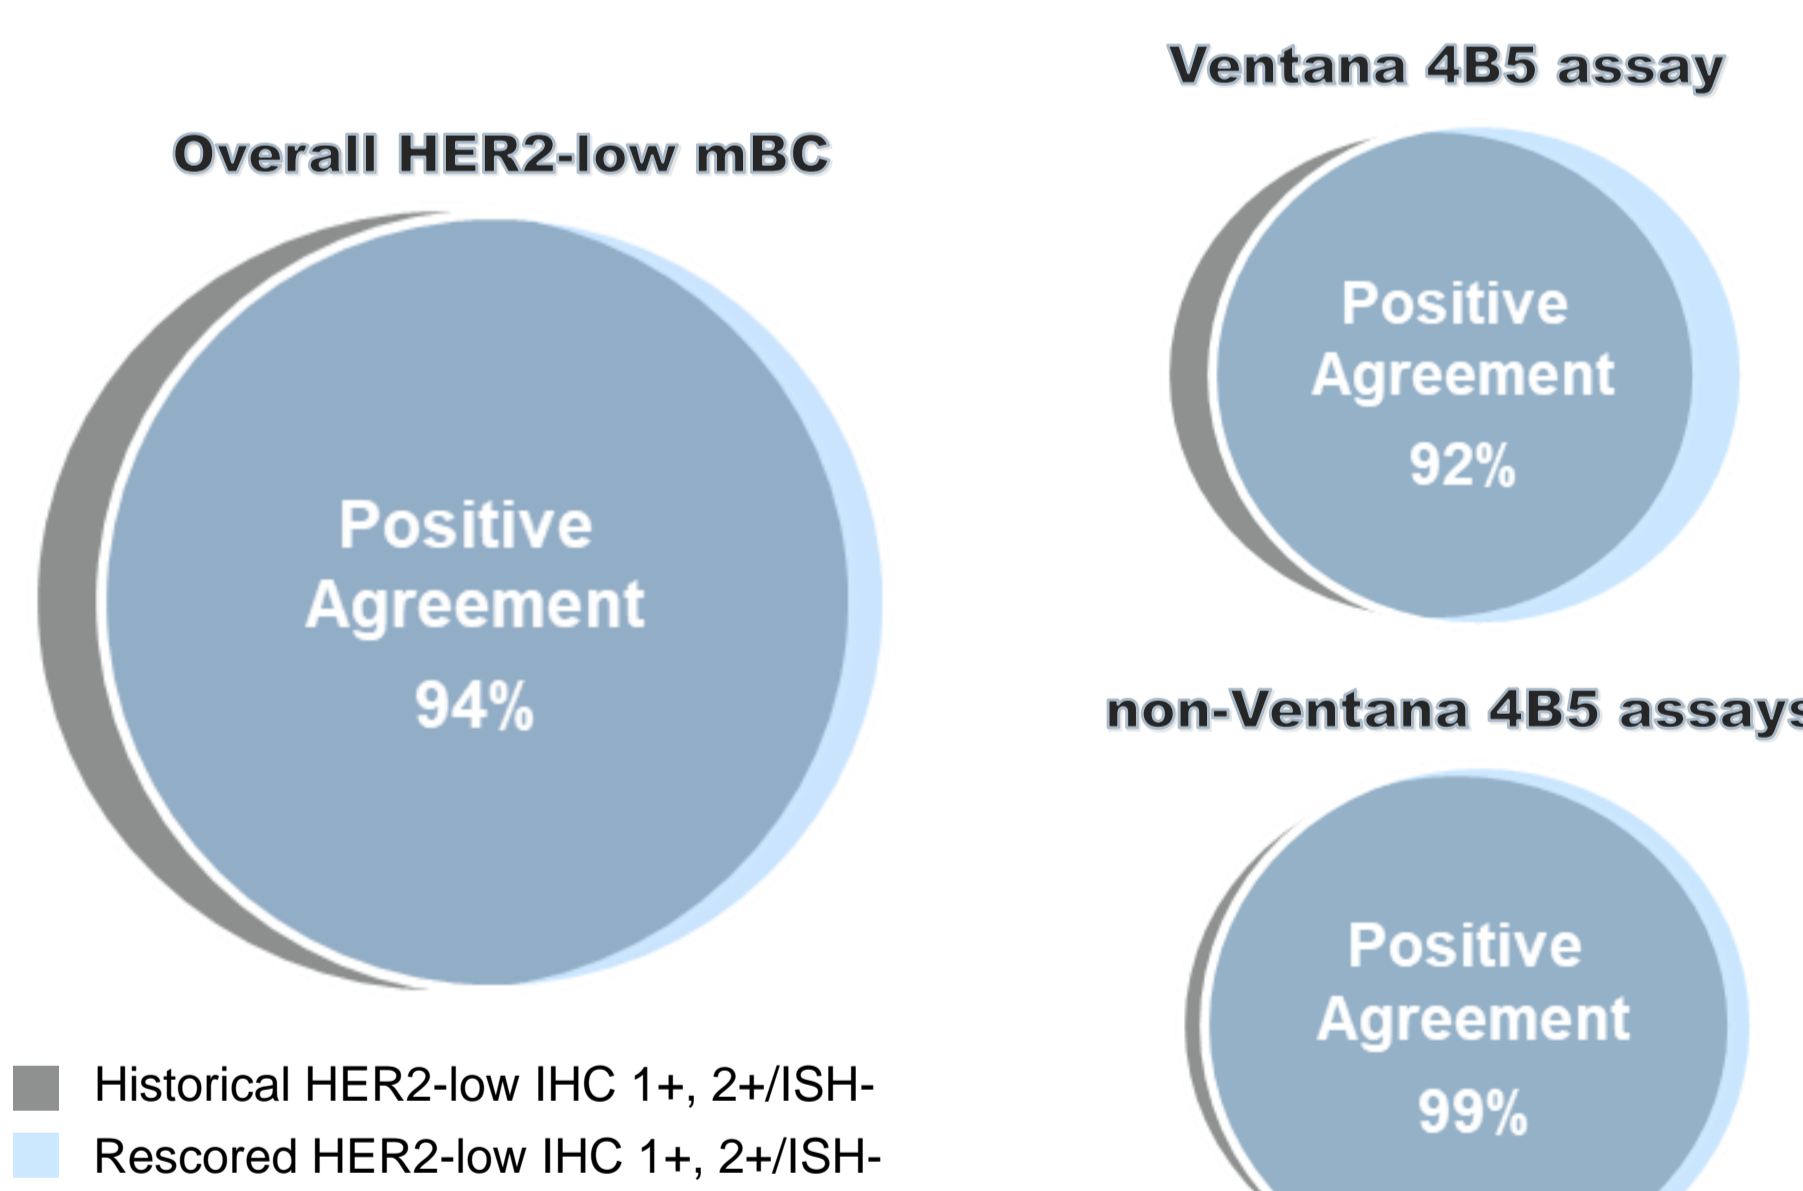 Overall HER2-low mBC
Positive
Agreement
94%
Historical HER2-low IHC 1+, 2+/ISH-
Rescored HER2-low IHC 1+, 2+/ISH-
Ventana 4B5 assay
Positive
Agreement
92%
non-Ventana 4B5 assays
Positive
Agreement
99%